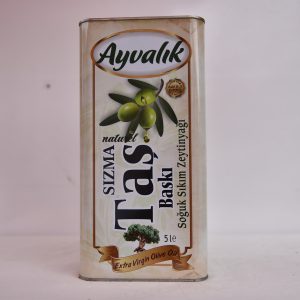 Ayvalık
SIZMA
naturel
Taş
Baskı
Soğuk Sıkım Zeytinyağı
5 lt
Extra Virgin Olive Oil